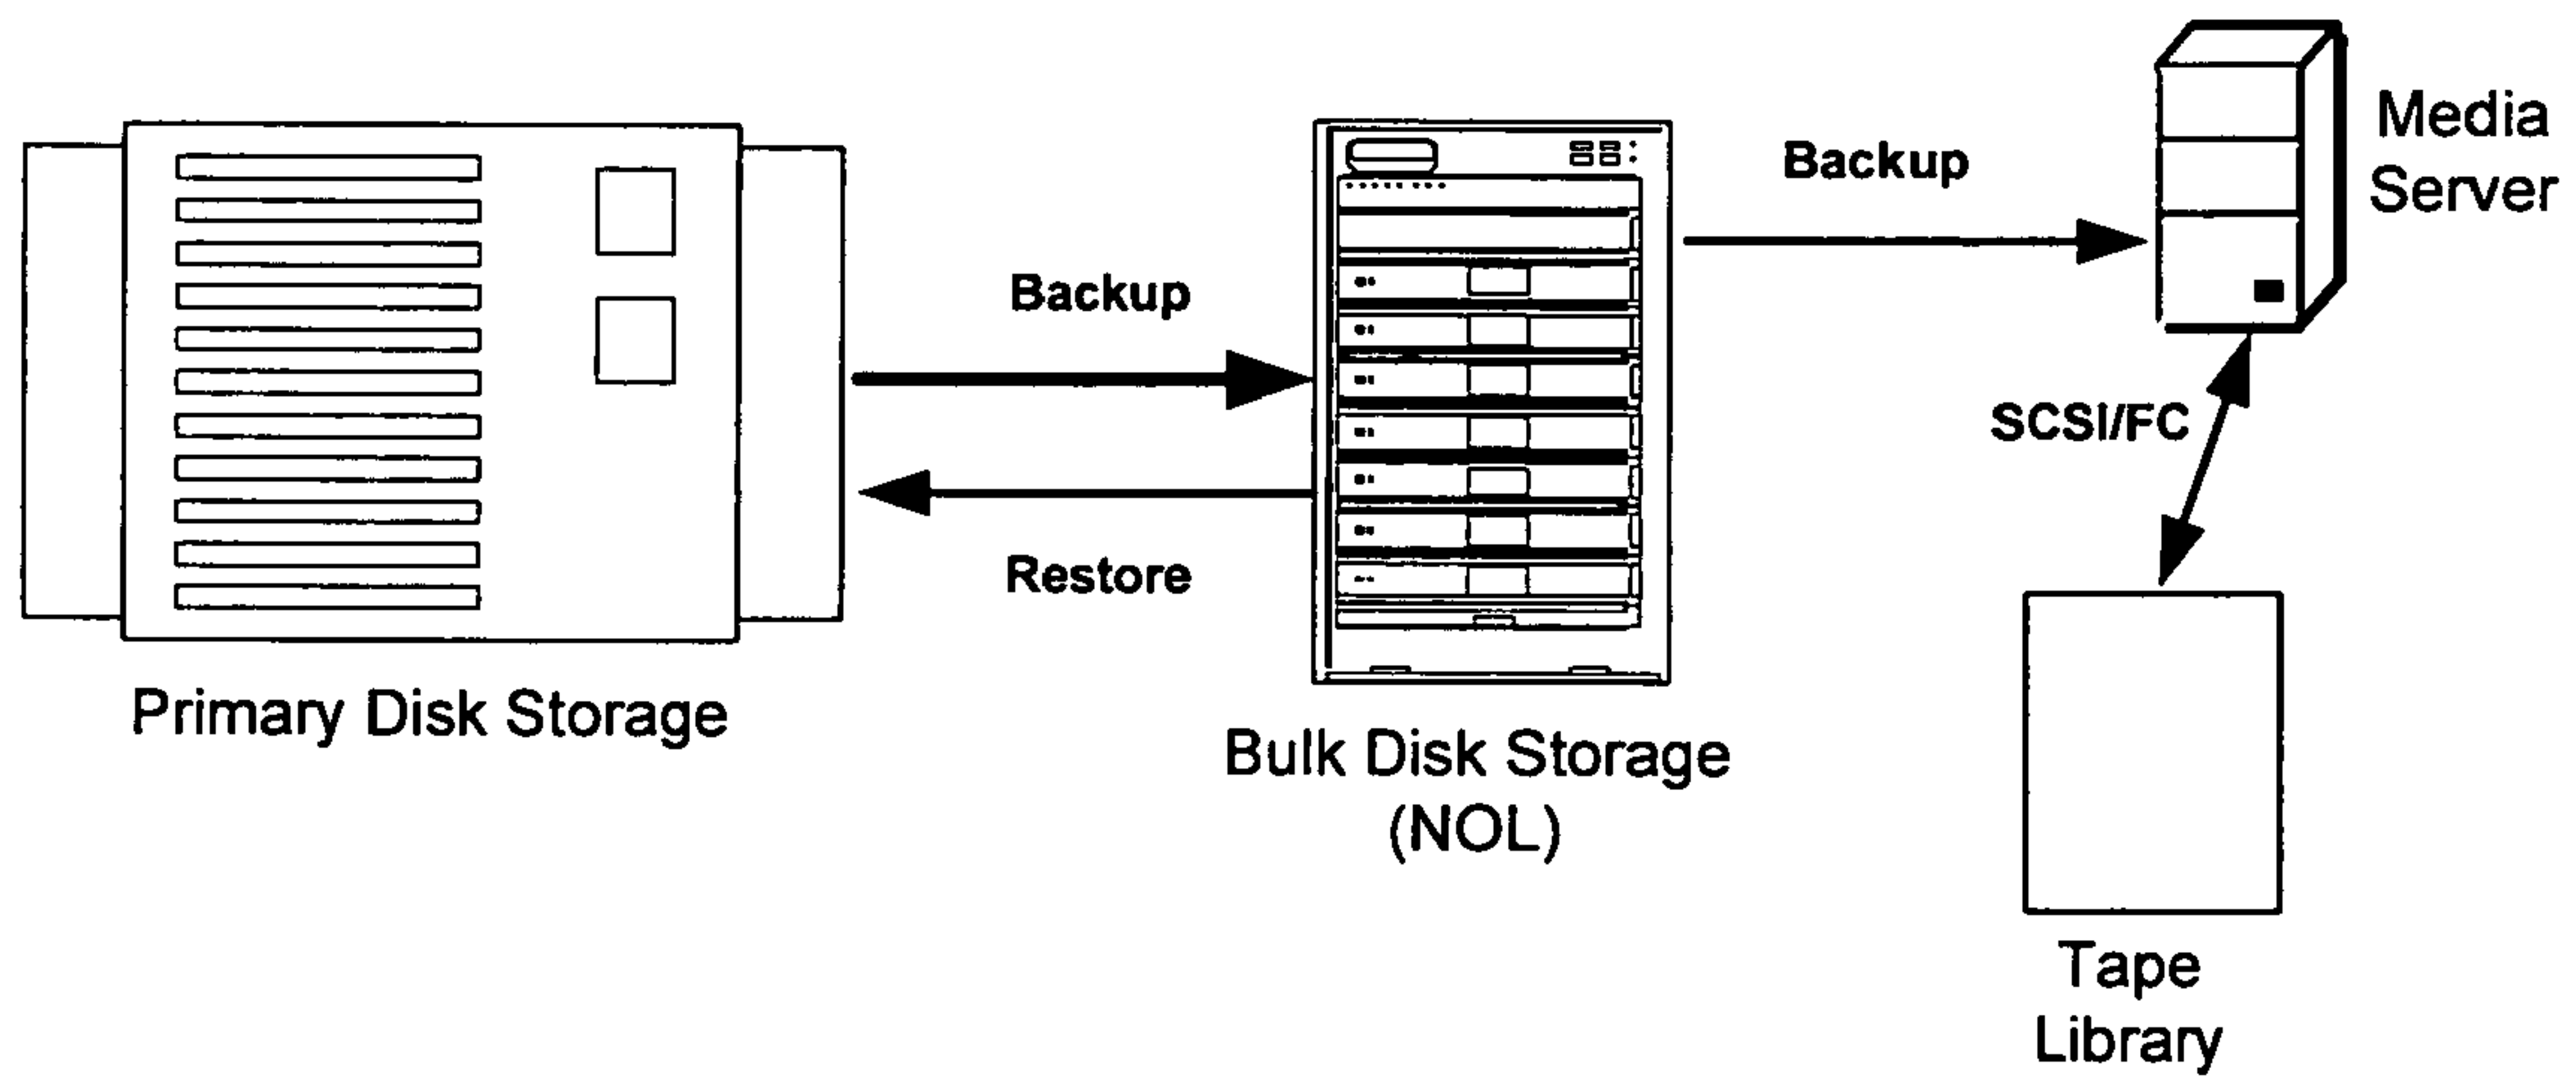 Media
Server
Backup
Backup
SCSI/FC
Restore
Primary Disk Storage
Bulk Disk Storage
(NOL)
Tape
Library